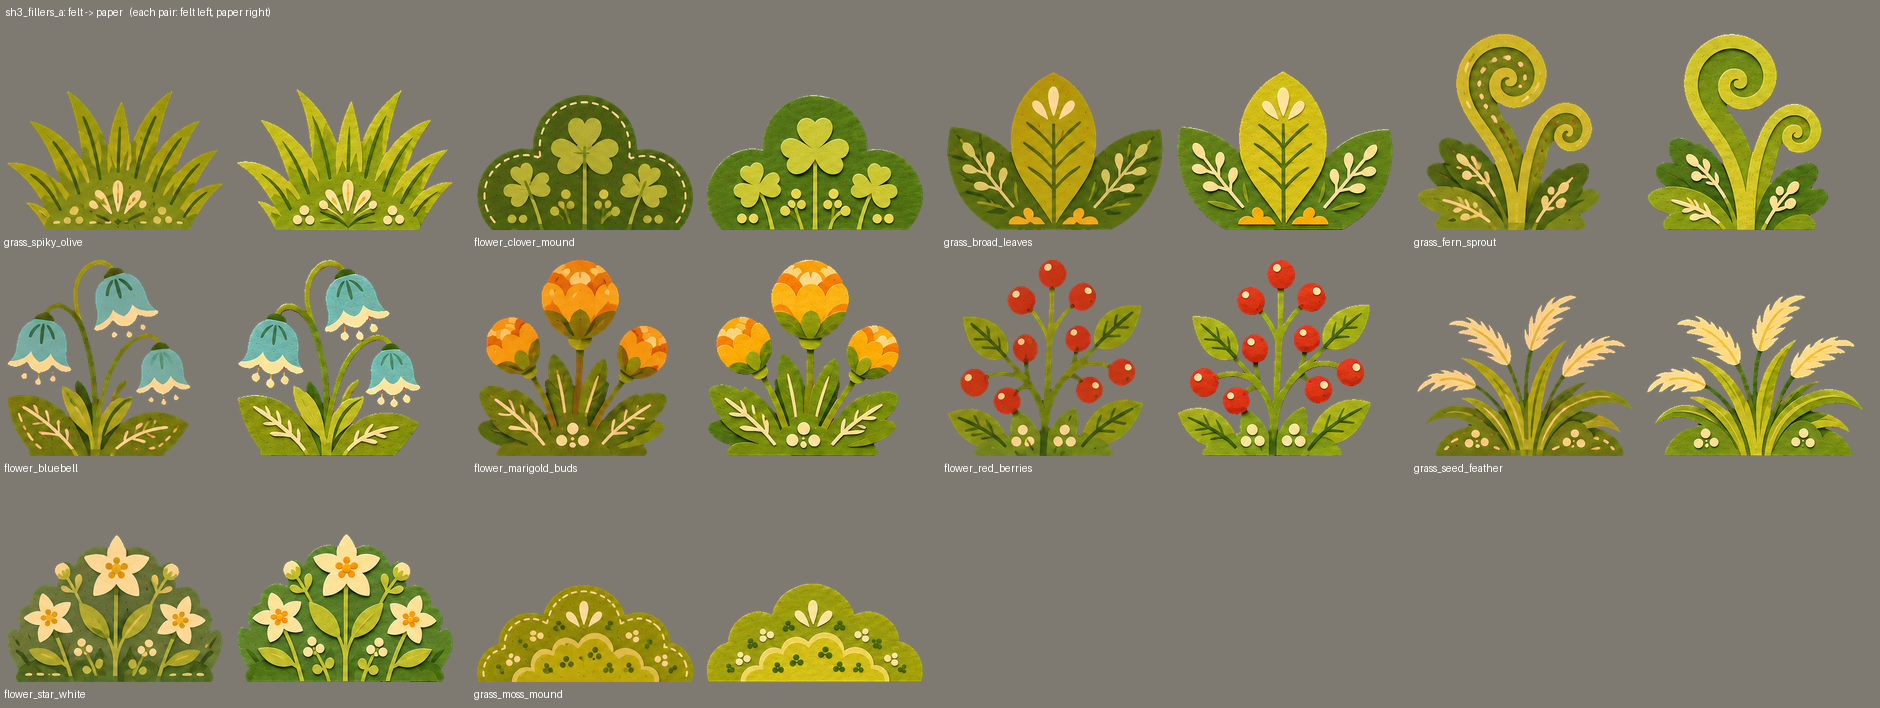 sh3_fillers_a: felt -> paper (each pair: felt left, paper right)
grass_spiky_olive
flower_clover_mound
grass_broad_leaves
grass_fern_sprout
flower_bluebell
flower_marigold_buds
flower_red_berries
grass_seed_feather
flower_star_white
grass_moss_mound